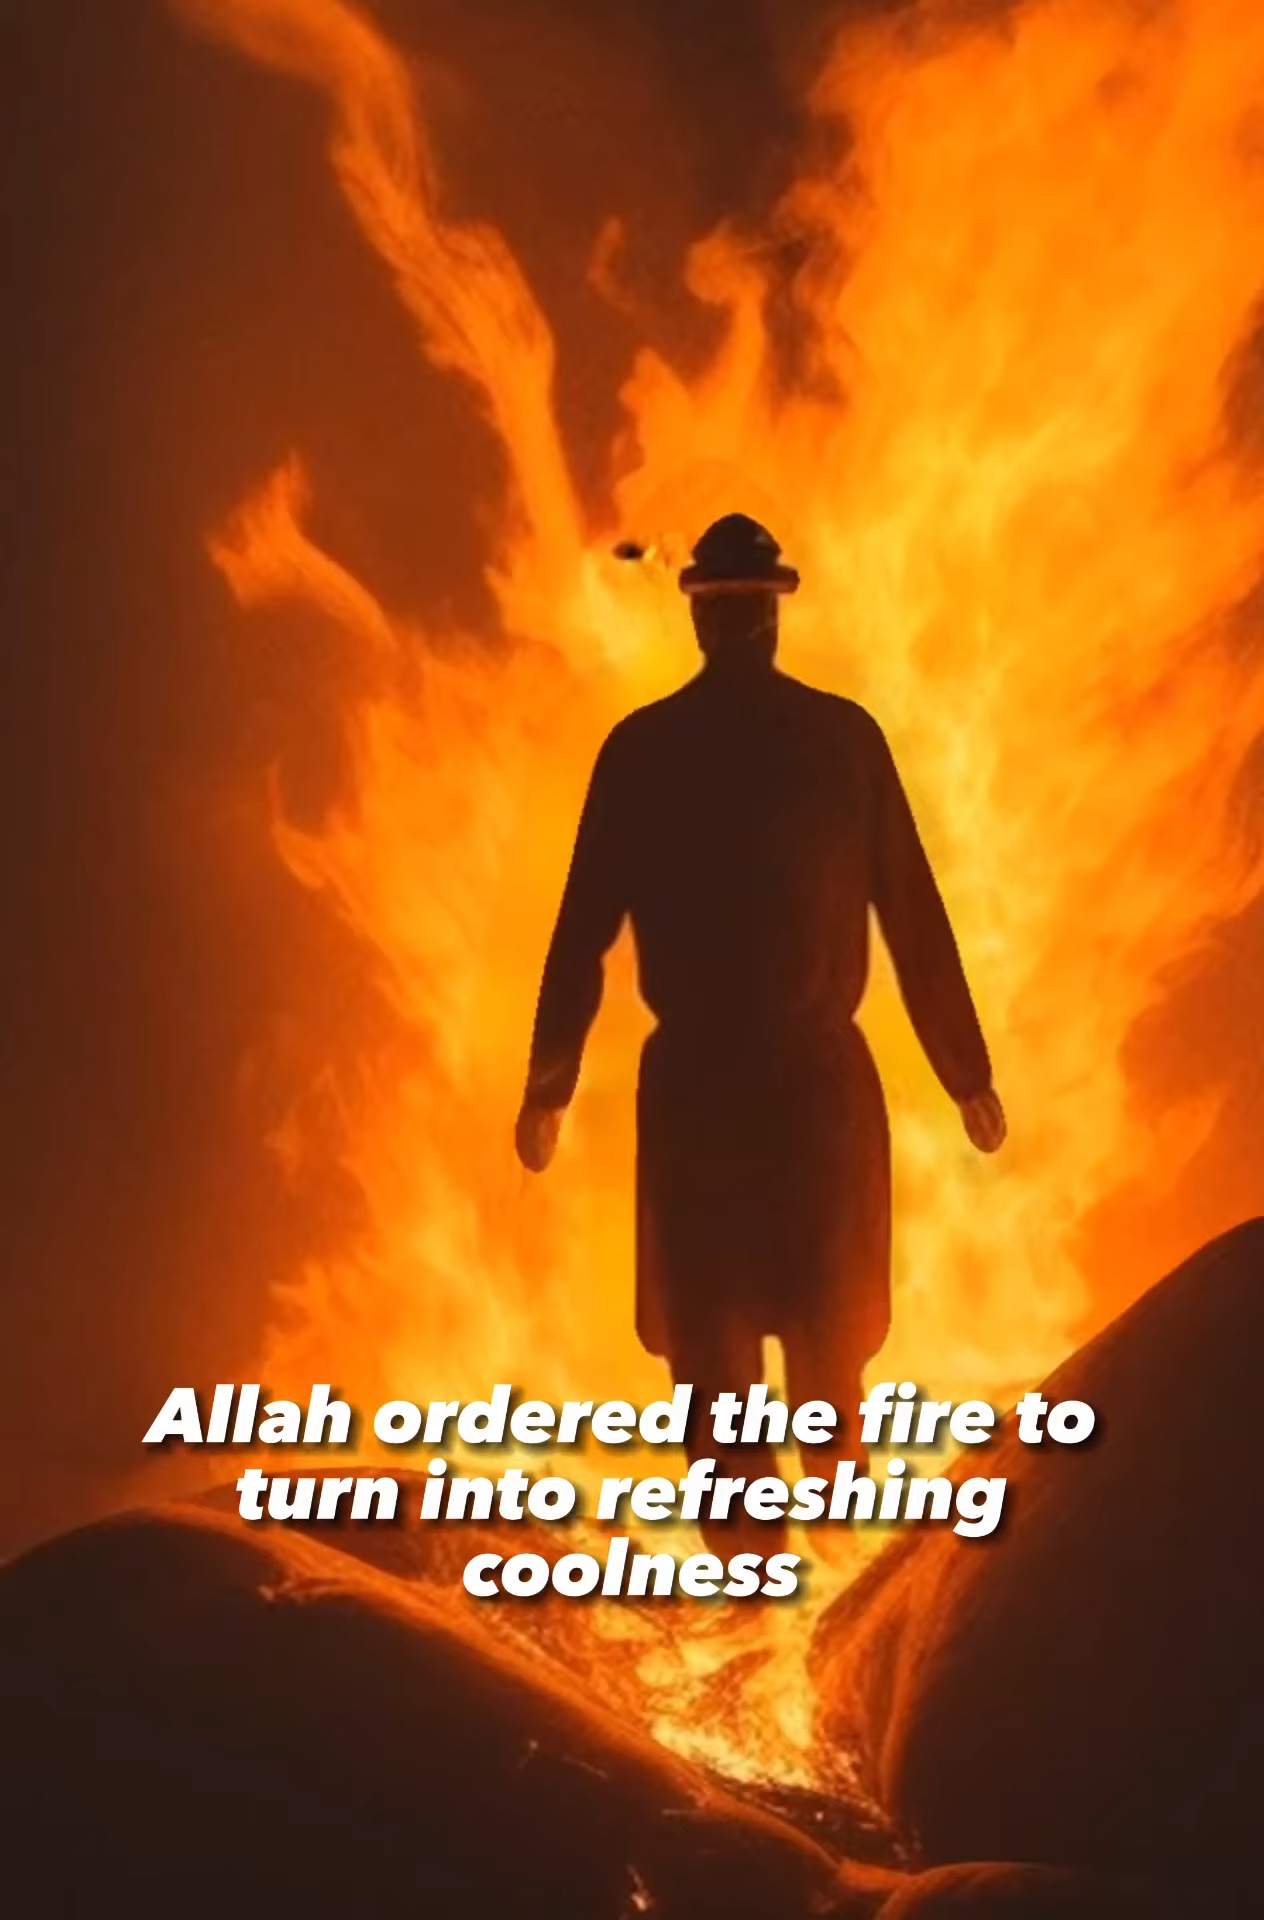 Allah ordered the fire to
turn into refreshing
coolness